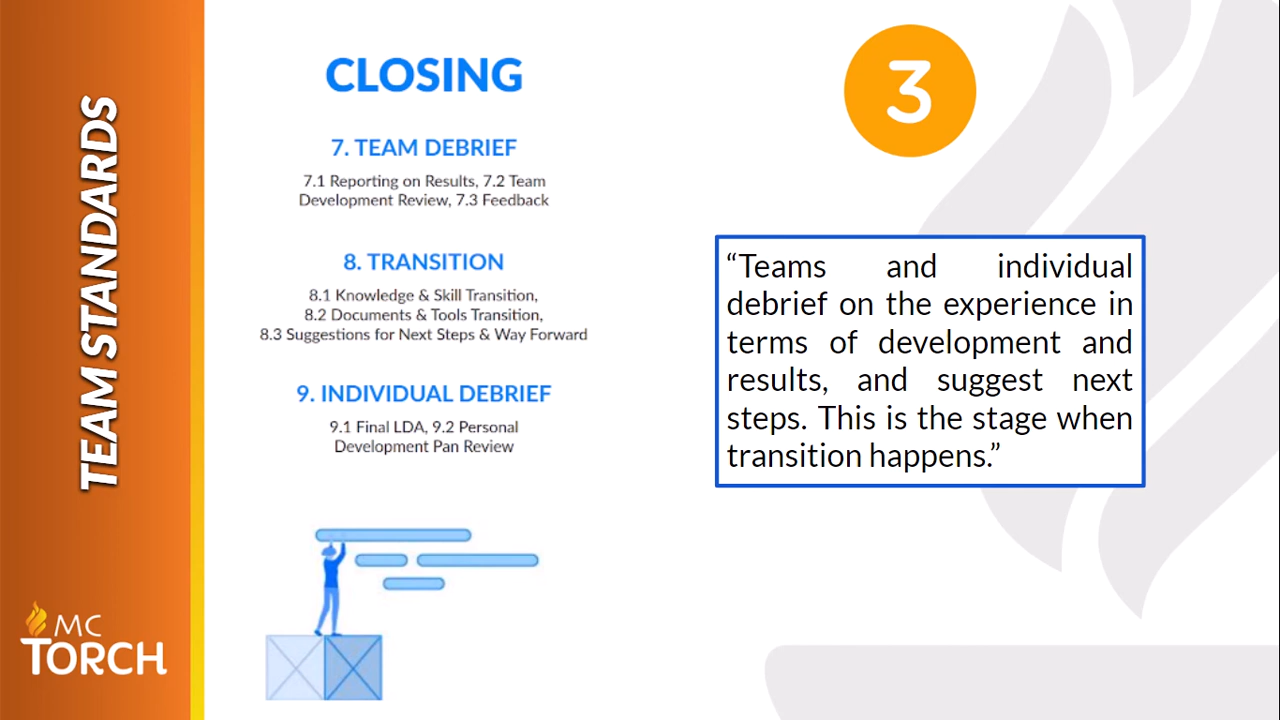 TEAM STANDARDS
MC
TORCH
CLOSING
7. TEAM DEBRIEF
7.1 Reporting on Results, 7.2 Team
Development Review, 7.3 Feedback
8. TRANSITION
8.1 Knowledge & Skill Transition,
8.2 Documents & Tools Transition,
8.3 Suggestions for Next Steps & Way Forward
9. INDIVIDUAL DEBRIEF
9.1 Final LDA, 9.2 Personal
Development Pan Review
3
“Teams and individual
debrief on the experience in
terms of development and
results, and suggest next
steps. This is the stage when
transition happens.”